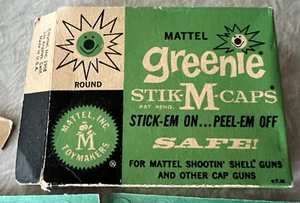 MATTEL
greenie
STIK-M-CAPS
PAT. PEND.
STICK-EM ON...PEEL-EM OFF
SAFE!
FOR MATTEL SHOOTIN' SHELL GUNS
AND OTHER CAP GUNS
ROUND
MATTEL, INC.
M
TOYMAKERS
®